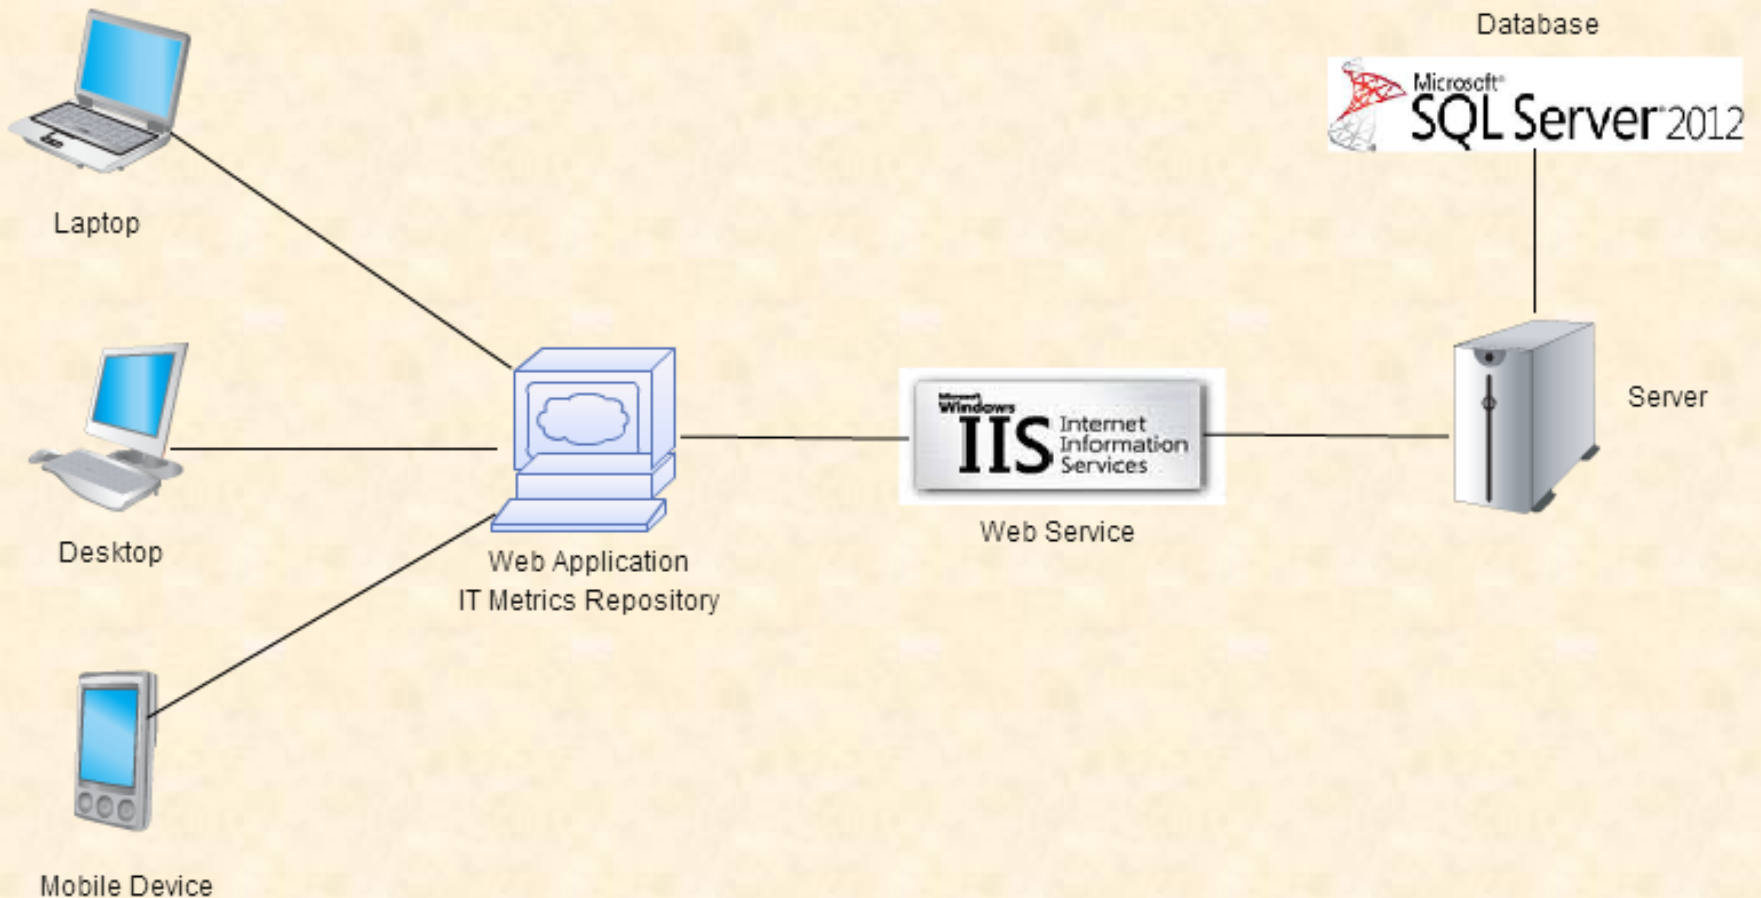 Database
Microsoft®
SQL Server® 2012
Laptop
Server
Microsoft
Windows
IIS
Internet
Information
Services
Web Service
Desktop
Web Application
IT Metrics Repository
Mobile Device